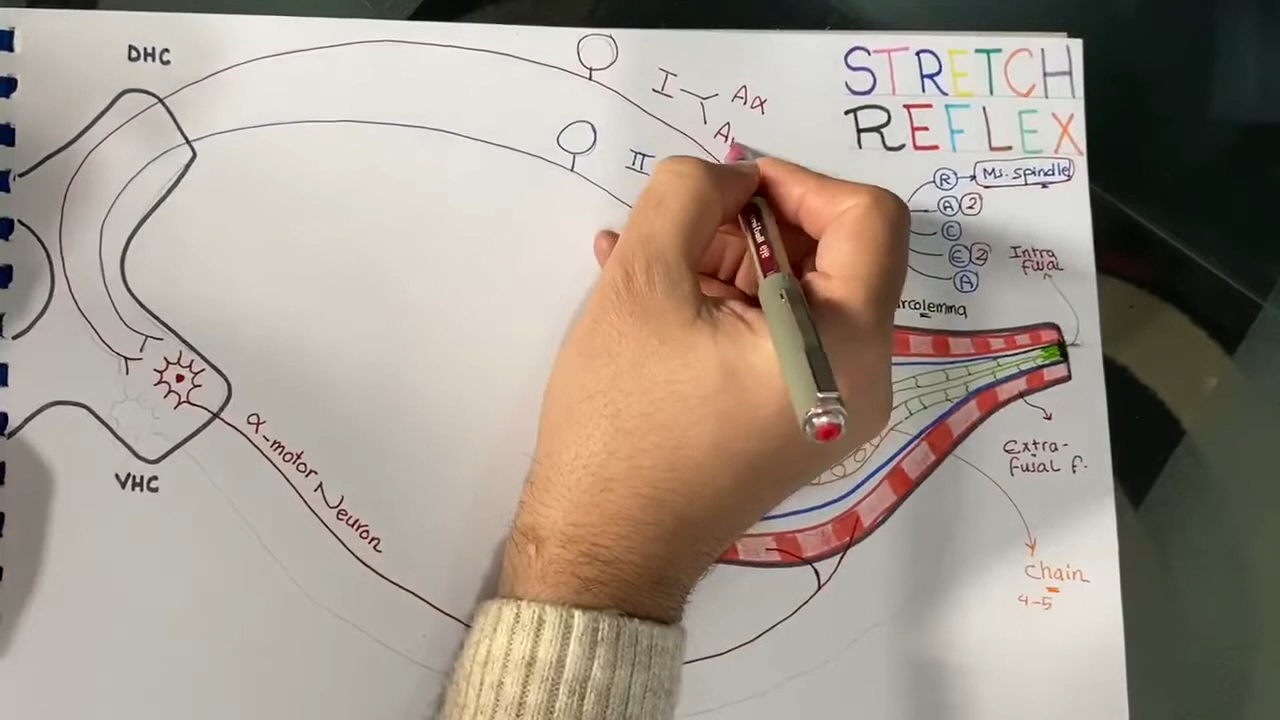 STRETCH
REFLEX
DHC
I
Aα
A
II
R → Ms. spindle
A 2
C
E 2
A
Intra
fusal
rcolemma
α-motor Neuron
VHC
Extra-
fusal f.
Chain
4-5